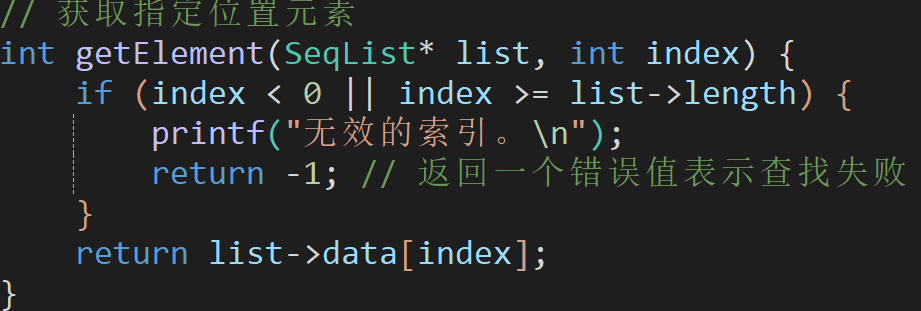 // 获取指定位置元素
int getElement(SeqList* list, int index) {
    if (index < 0 || index >= list->length) {
        printf("无效的索引。\n");
        return -1; // 返回一个错误值表示查找失败
    }
    return list->data[index];
}